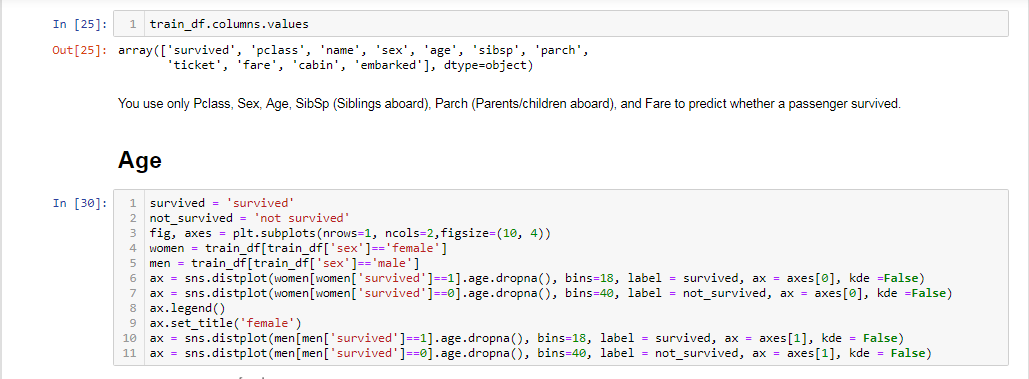 In [25]: 1 train_df.columns.values
Out[25]: array(['survived', 'pclass', 'name', 'sex', 'age', 'sibsp', 'parch',
'ticket', 'fare', 'cabin', 'embarked'], dtype=object)
You use only Pclass, Sex, Age, SibSp (Siblings aboard), Parch (Parents/children aboard), and Fare to predict whether a passenger survived.
Age
In [30]: 1 survived = 'survived'
2 not_survived = 'not survived'
3 fig, axes = plt.subplots(nrows=1, ncols=2,figsize=(10, 4))
4 women = train_df[train_df['sex']=='female']
5 men = train_df[train_df['sex']=='male']
6 ax = sns.distplot(women[women['survived']==1].age.dropna(), bins=18, label = survived, ax = axes[0], kde =False)
7 ax = sns.distplot(women[women['survived']==0].age.dropna(), bins=40, label = not_survived, ax = axes[0], kde =False)
8 ax.legend()
9 ax.set_title('female')
10 ax = sns.distplot(men[men['survived']==1].age.dropna(), bins=18, label = survived, ax = axes[1], kde = False)
11 ax = sns.distplot(men[men['survived']==0].age.dropna(), bins=40, label = not_survived, ax = axes[1], kde = False)